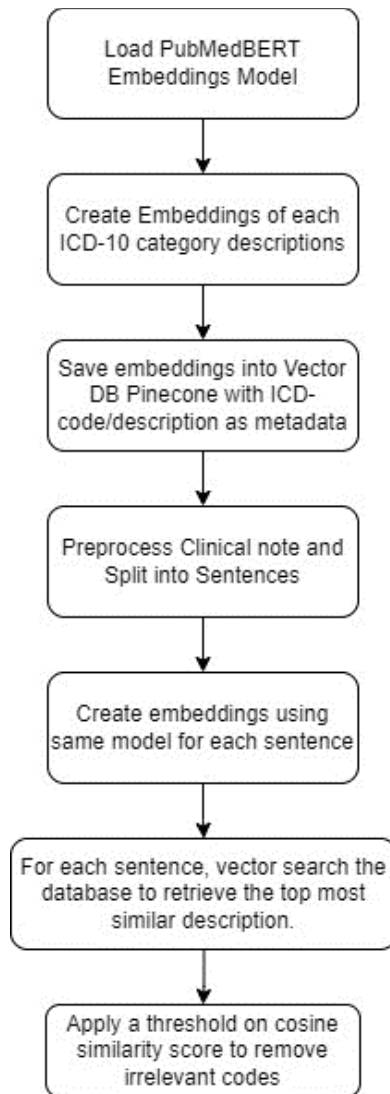 Load PubMedBERT
Embeddings Model
Create Embeddings of each
ICD-10 category descriptions
Save embeddings into Vector
DB Pinecone with ICD-
code/description as metadata
Preprocess Clinical note and
Split into Sentences
Create embeddings using
same model for each sentence
For each sentence, vector search the
database to retrieve the top most
similar description.
Apply a threshold on cosine
similarity score to remove
irrelevant codes